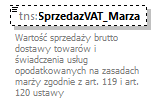 tns:SprzedazVAT_Marza
Wartość sprzedaży brutto
dostawy towarów i
świadczenia usług
opodatkowanych na zasadach
marży zgodnie z art. 119 i art.
120 ustawy